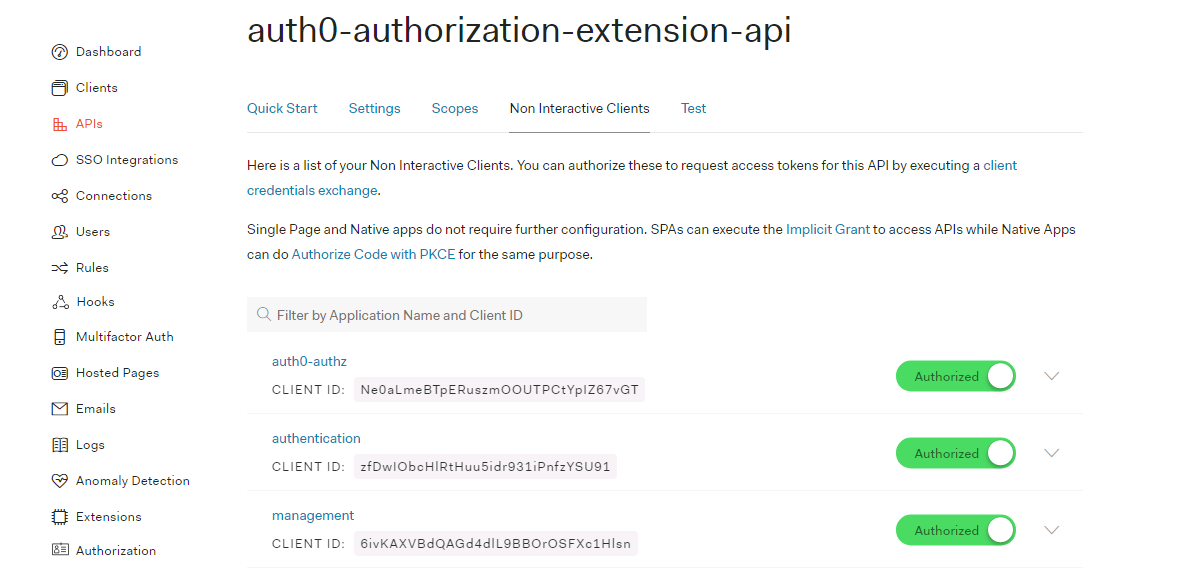 auth0-authorization-extension-api
Dashboard
Clients
APIs
SSO Integrations
Connections
Users
Rules
Hooks
Multifactor Auth
Hosted Pages
Emails
Logs
Anomaly Detection
Extensions
Authorization
Quick Start Settings Scopes Non Interactive Clients Test
Here is a list of your Non Interactive Clients. You can authorize these to request access tokens for this API by executing a client
credentials exchange.
Single Page and Native apps do not require further configuration. SPAs can execute the Implicit Grant to access APIs while Native Apps
can do Authorize Code with PKCE for the same purpose.
Filter by Application Name and Client ID
auth0-authz
CLIENT ID: Ne0aLmeBTpERuszmOOUTPCtYpIZ67vGT
Authorized
authentication
CLIENT ID: zfDwIObcHlRtHuu5idr931iPnfzYSU91
Authorized
management
CLIENT ID: 6ivKAXVBdQAGd4dlL9BBOrOSFXc1Hlsn
Authorized